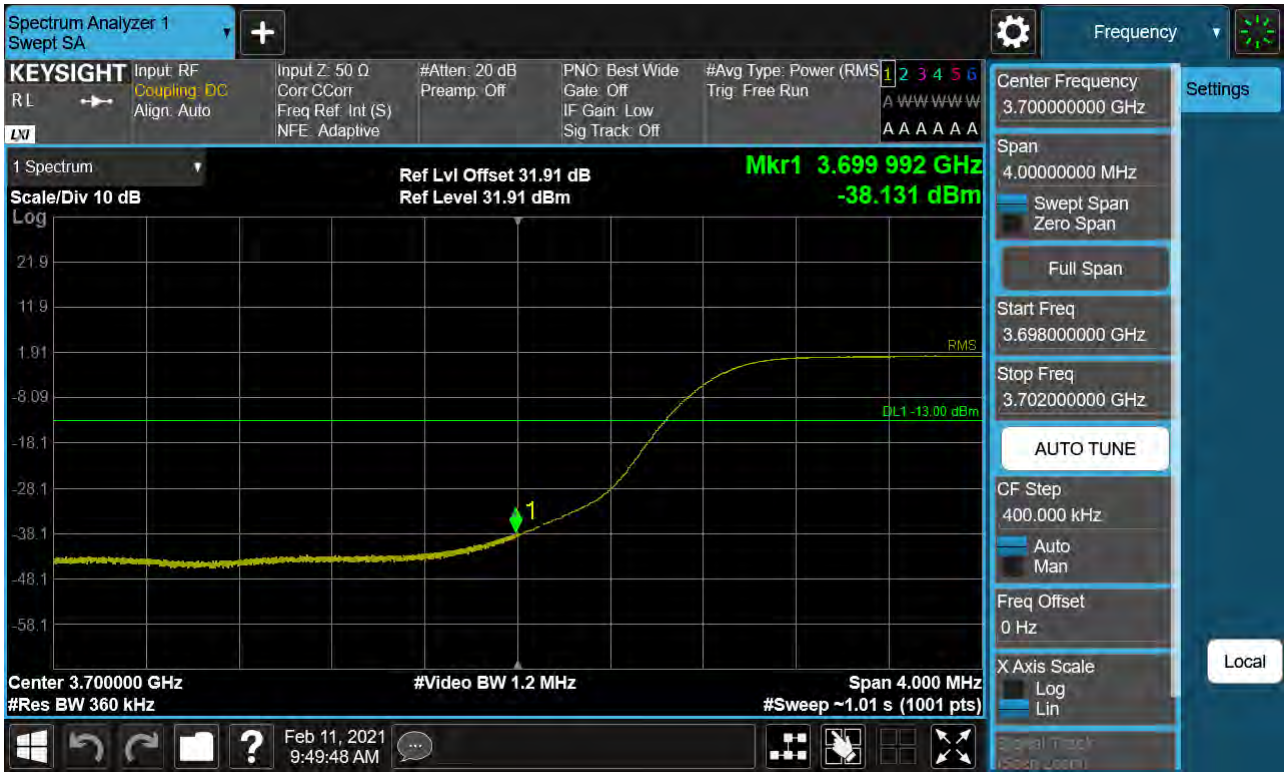 Spectrum Analyzer 1
Swept SA
+
Frequency
KEYSIGHT
RL
LXI
Input: RF
Coupling: DC
Align: Auto
Input Z: 50 Ω
Corr CCorr
Freq Ref: Int (S)
NFE: Adaptive
#Atten: 20 dB
Preamp: Off
PNO: Best Wide
Gate: Off
IF Gain: Low
Sig Track: Off
#Avg Type: Power (RMS
Trig: Free Run
1 2 3 4 5 6
A W W W W W
A A A A A A
1 Spectrum
Scale/Div 10 dB
Log
Ref Lvl Offset 31.91 dB
Ref Level 31.91 dBm
Mkr1 3.699 992 GHz
-38.131 dBm
21.9
11.9
1.91
-8.09
-18.1
-28.1
-38.1
-48.1
-58.1
RMS
DL1 -13.00 dBm
1
Center 3.700000 GHz
#Res BW 360 kHz
#Video BW 1.2 MHz
Span 4.000 MHz
#Sweep ~1.01 s (1001 pts)
?
Feb 11, 2021
9:49:48 AM
Center Frequency
3.700000000 GHz
Settings
Span
4.00000000 MHz
Swept Span
Zero Span
Full Span
Start Freq
3.698000000 GHz
Stop Freq
3.702000000 GHz
AUTO TUNE
CF Step
400.000 kHz
Auto
Man
Freq Offset
0 Hz
X Axis Scale
Log
Lin
Local
Signal Track
(Span Zoom)